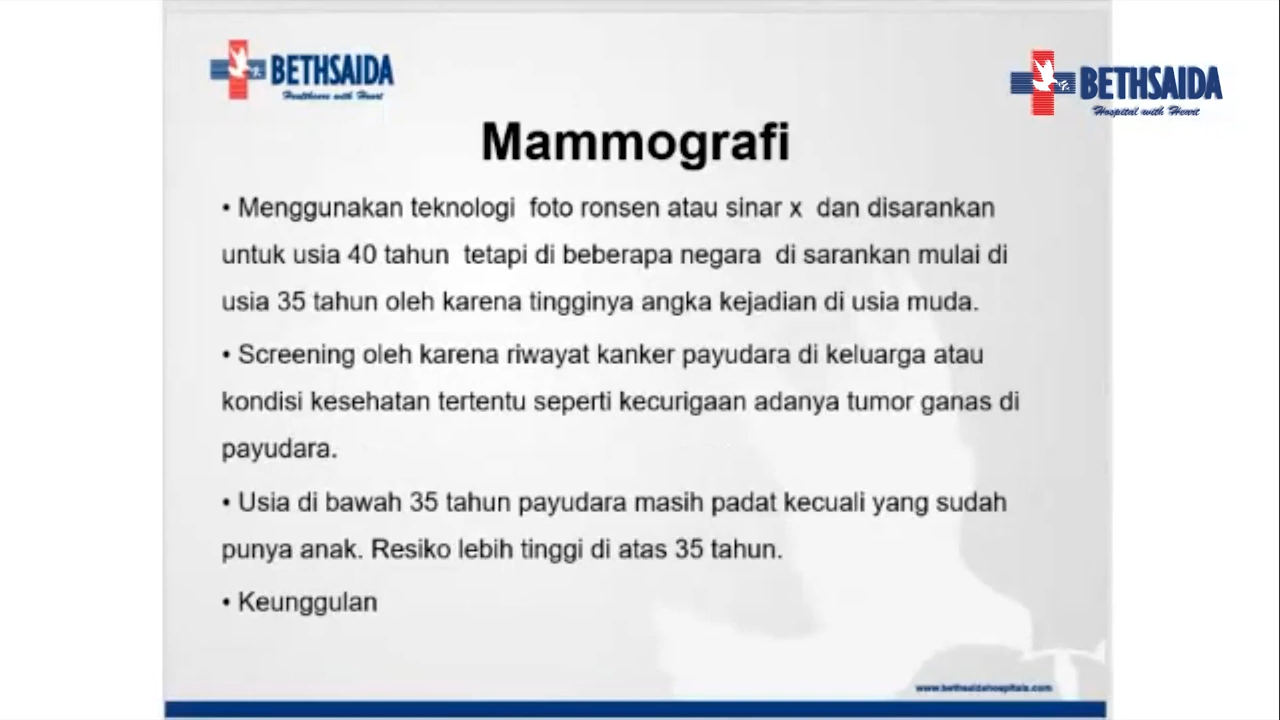 BETHSAIDA
Healthcare with Heart
BETHSAIDA
Hospital with Heart
Mammografi
• Menggunakan teknologi foto ronsen atau sinar x dan disarankan
untuk usia 40 tahun tetapi di beberapa negara di sarankan mulai di
usia 35 tahun oleh karena tingginya angka kejadian di usia muda.
• Screening oleh karena riwayat kanker payudara di keluarga atau
kondisi kesehatan tertentu seperti kecurigaan adanya tumor ganas di
payudara.
• Usia di bawah 35 tahun payudara masih padat kecuali yang sudah
punya anak. Resiko lebih tinggi di atas 35 tahun.
• Keunggulan
www.bethsaidahospitals.com